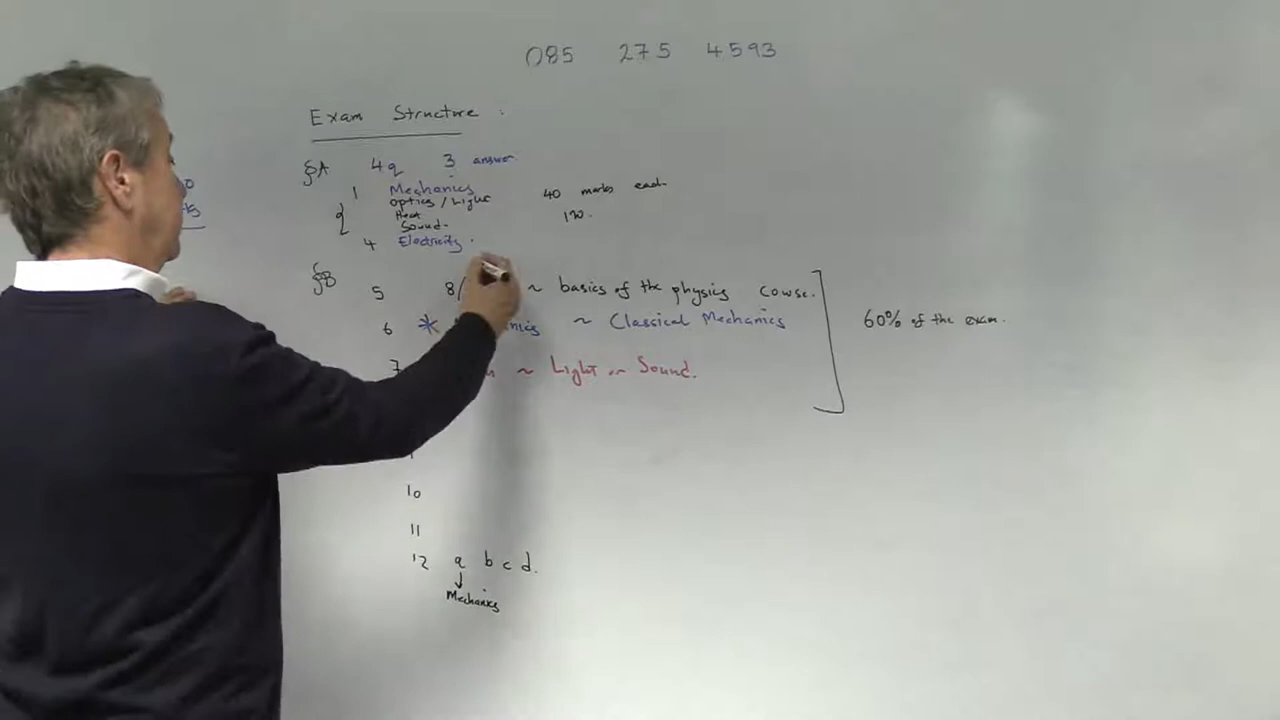 085 275 4593
Exam Structure :
§A 4q 3 answer
1 Mechanics
optics / Light 40 marks each
Heat 120.
Sound.
4 Electricity.
§B
5 8/ ~ basics of the physics course.
6 * ~ Classical Mechanics 60% of the exam.
7 ~ Light or Sound.
10
11
12 a b c d.
Mechanics